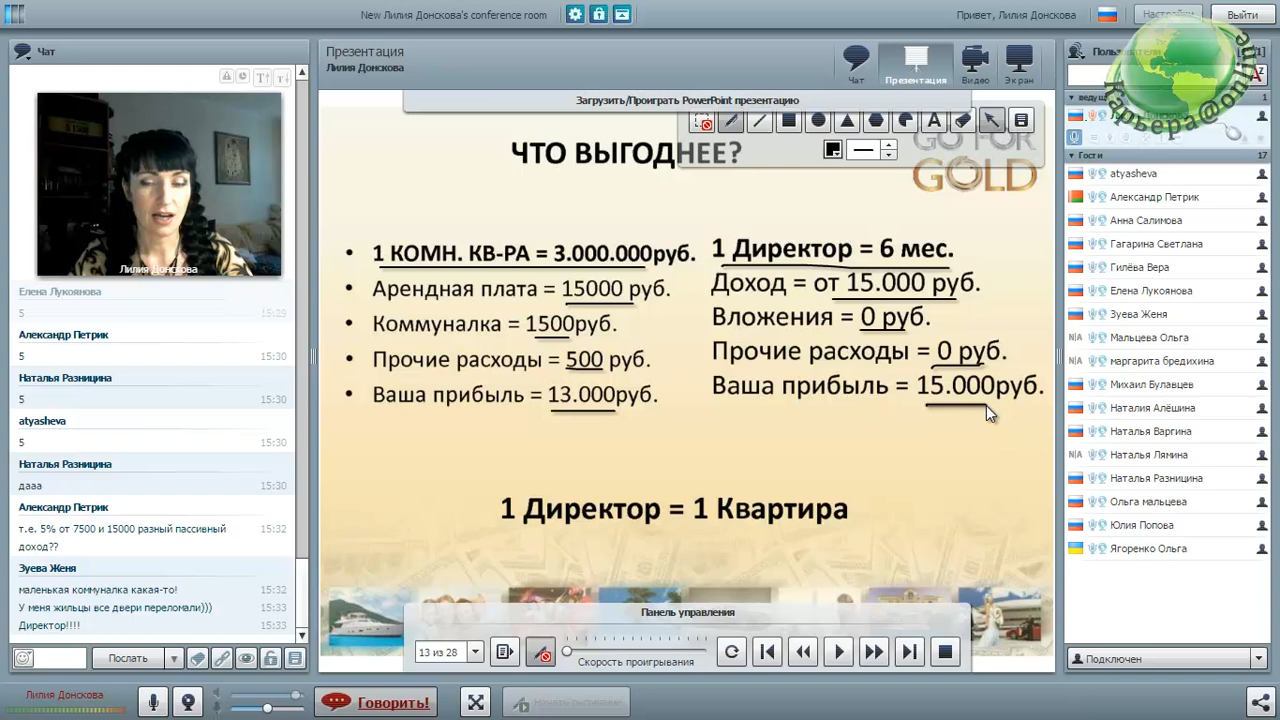 New Лилия Донскова's conference room
Привет, Лилия Донскова
Настройки
Выйти
Чат
Лилия Донскова
Елена Лукоянова
5
15:29
Александр Петрик
5
15:30
Наталья Разницина
5
15:30
atyasheva
5
15:30
Наталья Разницина
дааа
15:30
Александр Петрик
15:32
т.е. 5% от 7500 и 15000 разный пассивный
доход??
Зуева Женя
маленькая коммуналка какая-то!
15:32
У меня жильцы все двери переломали)))
15:33
Директор!!!!
15:33
Послать
Презентация
Лилия Донскова
Чат
Презентация
Видео
Экран
Загрузить/Проиграть PowerPoint презентацию
ЧТО ВЫГОДНЕЕ?
GO FOR
GOLD
1 КОМН. КВ-РА = 3.000.000руб.
Арендная плата = 15000 руб.
Коммуналка = 1500руб.
Прочие расходы = 500 руб.
Ваша прибыль = 13.000руб.
1 Директор = 6 мес.
Доход = от 15.000 руб.
Вложения = 0 руб.
Прочие расходы = 0 руб.
Ваша прибыль = 15.000руб.
1 Директор = 1 Квартира
Панель управления
13 из 28
Скорость проигрывания
карьера@online
1
Гости
17
atyasheva
Александр Петрик
Анна Салимова
Гагарина Светлана
Гилёва Вера
Елена Лукоянова
Зуева Женя
N/A
Мальцева Ольга
N/A
маргарита бредихина
Михаил Булавцев
Наталия Алёшина
Наталья Варгина
N/A
Наталья Лямина
Наталья Разницина
Ольга мальцева
Юлия Попова
Ягоренко Ольга
Подключен
Лилия Донскова
Говорить!